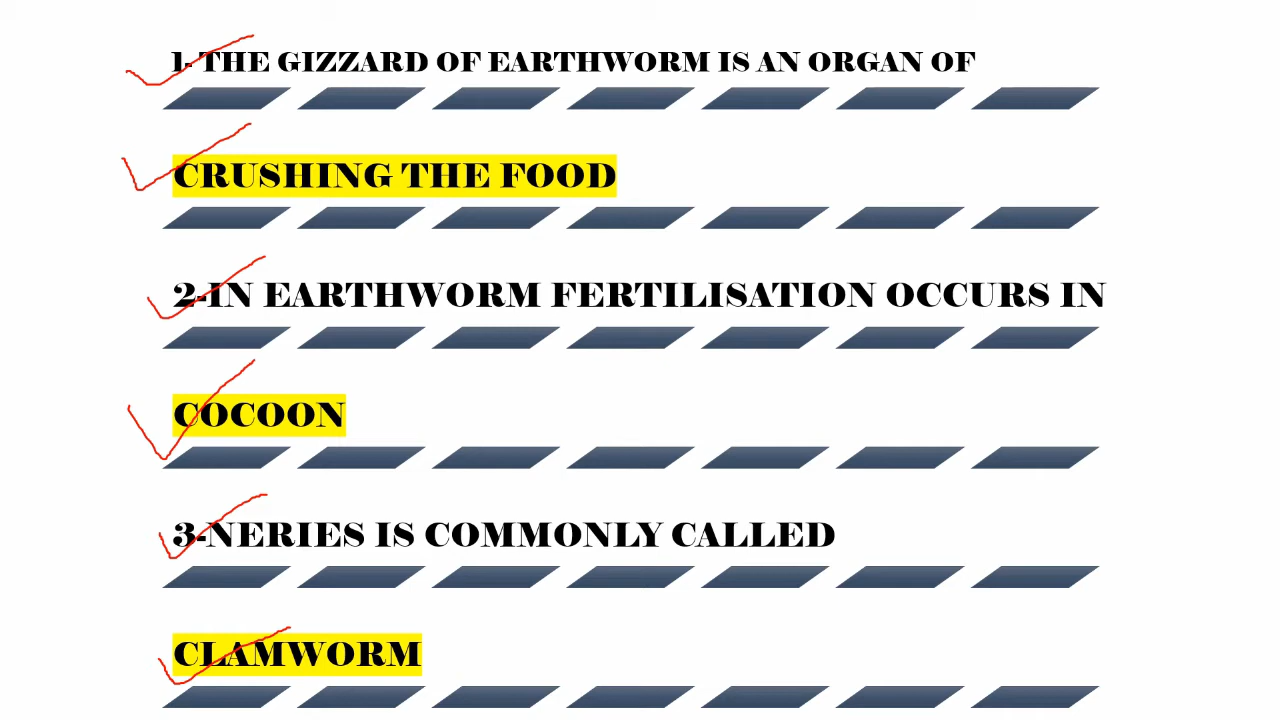 1- THE GIZZARD OF EARTHWORM IS AN ORGAN OF
CRUSHING THE FOOD
2-IN EARTHWORM FERTILISATION OCCURS IN
COCOON
3-NERIES IS COMMONLY CALLED
CLAMWORM